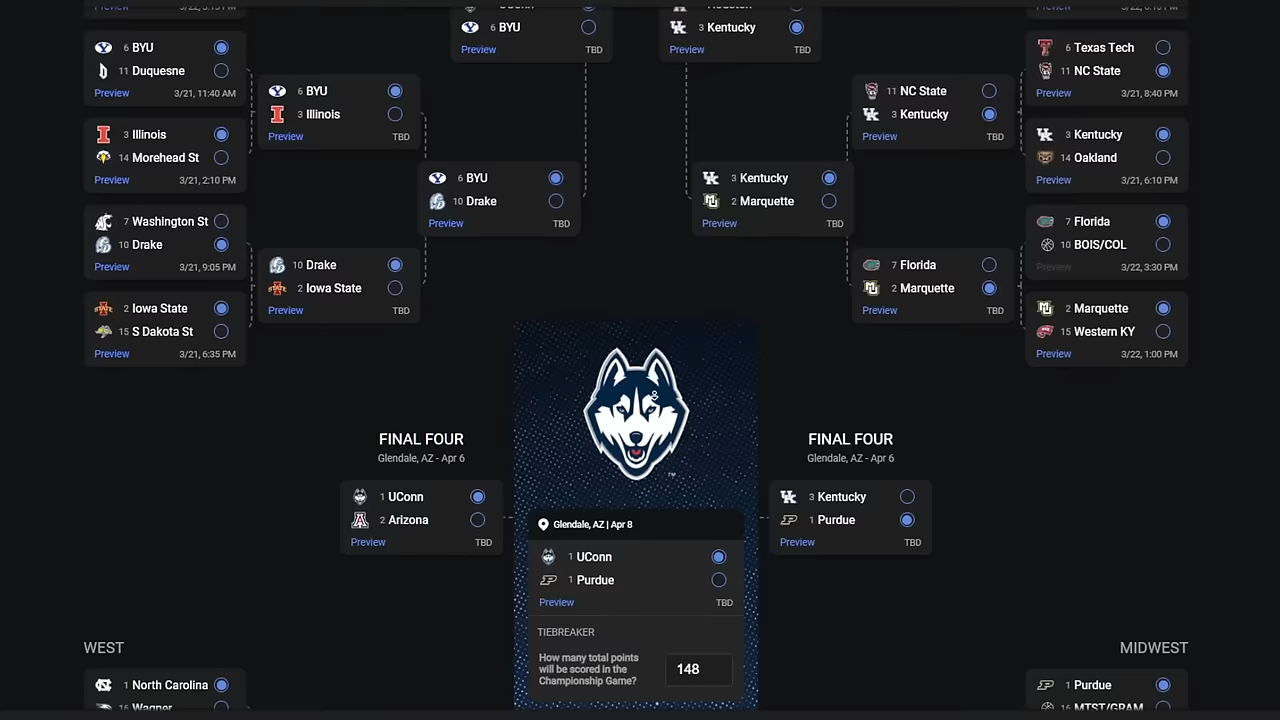 6 BYU
3 Kentucky
Preview TBD
Preview TBD
6 BYU
11 Duquesne
Preview 3/21, 11:40 AM
6 BYU
3 Illinois
Preview TBD
11 NC State
3 Kentucky
Preview TBD
6 Texas Tech
11 NC State
Preview 3/21, 8:40 PM
3 Illinois
14 Morehead St
Preview 3/21, 2:10 PM
6 BYU
10 Drake
Preview TBD
3 Kentucky
2 Marquette
Preview TBD
3 Kentucky
14 Oakland
Preview 3/21, 6:10 PM
7 Washington St
10 Drake
Preview 3/21, 9:05 PM
10 Drake
2 Iowa State
Preview TBD
7 Florida
2 Marquette
Preview TBD
7 Florida
10 BOIS/COL
Preview 3/22, 3:30 PM
2 Iowa State
15 S Dakota St
Preview 3/21, 6:35 PM
2 Marquette
15 Western KY
Preview 3/22, 1:00 PM
TM
FINAL FOUR
Glendale, AZ - Apr 6
1 UConn
2 Arizona
Preview TBD
Glendale, AZ | Apr 8
1 UConn
1 Purdue
Preview TBD
TIEBREAKER
How many total points
will be scored in the
Championship Game?
148
FINAL FOUR
Glendale, AZ - Apr 6
3 Kentucky
1 Purdue
Preview TBD
WEST
MIDWEST
1 North Carolina
16 Wagner
1 Purdue
16 MTST/GRAM